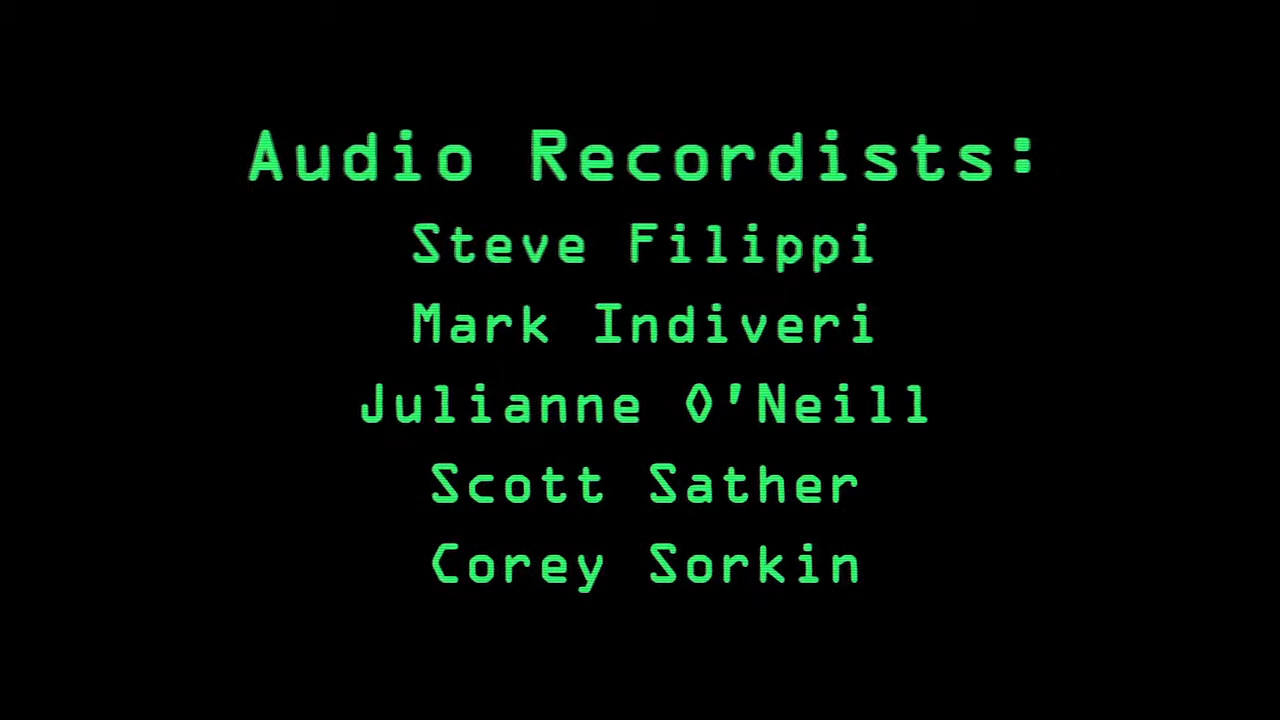 Audio Recordists:
Steve Filippi
Mark Indiveri
Julianne O'Neill
Scott Sather
Corey Sorkin